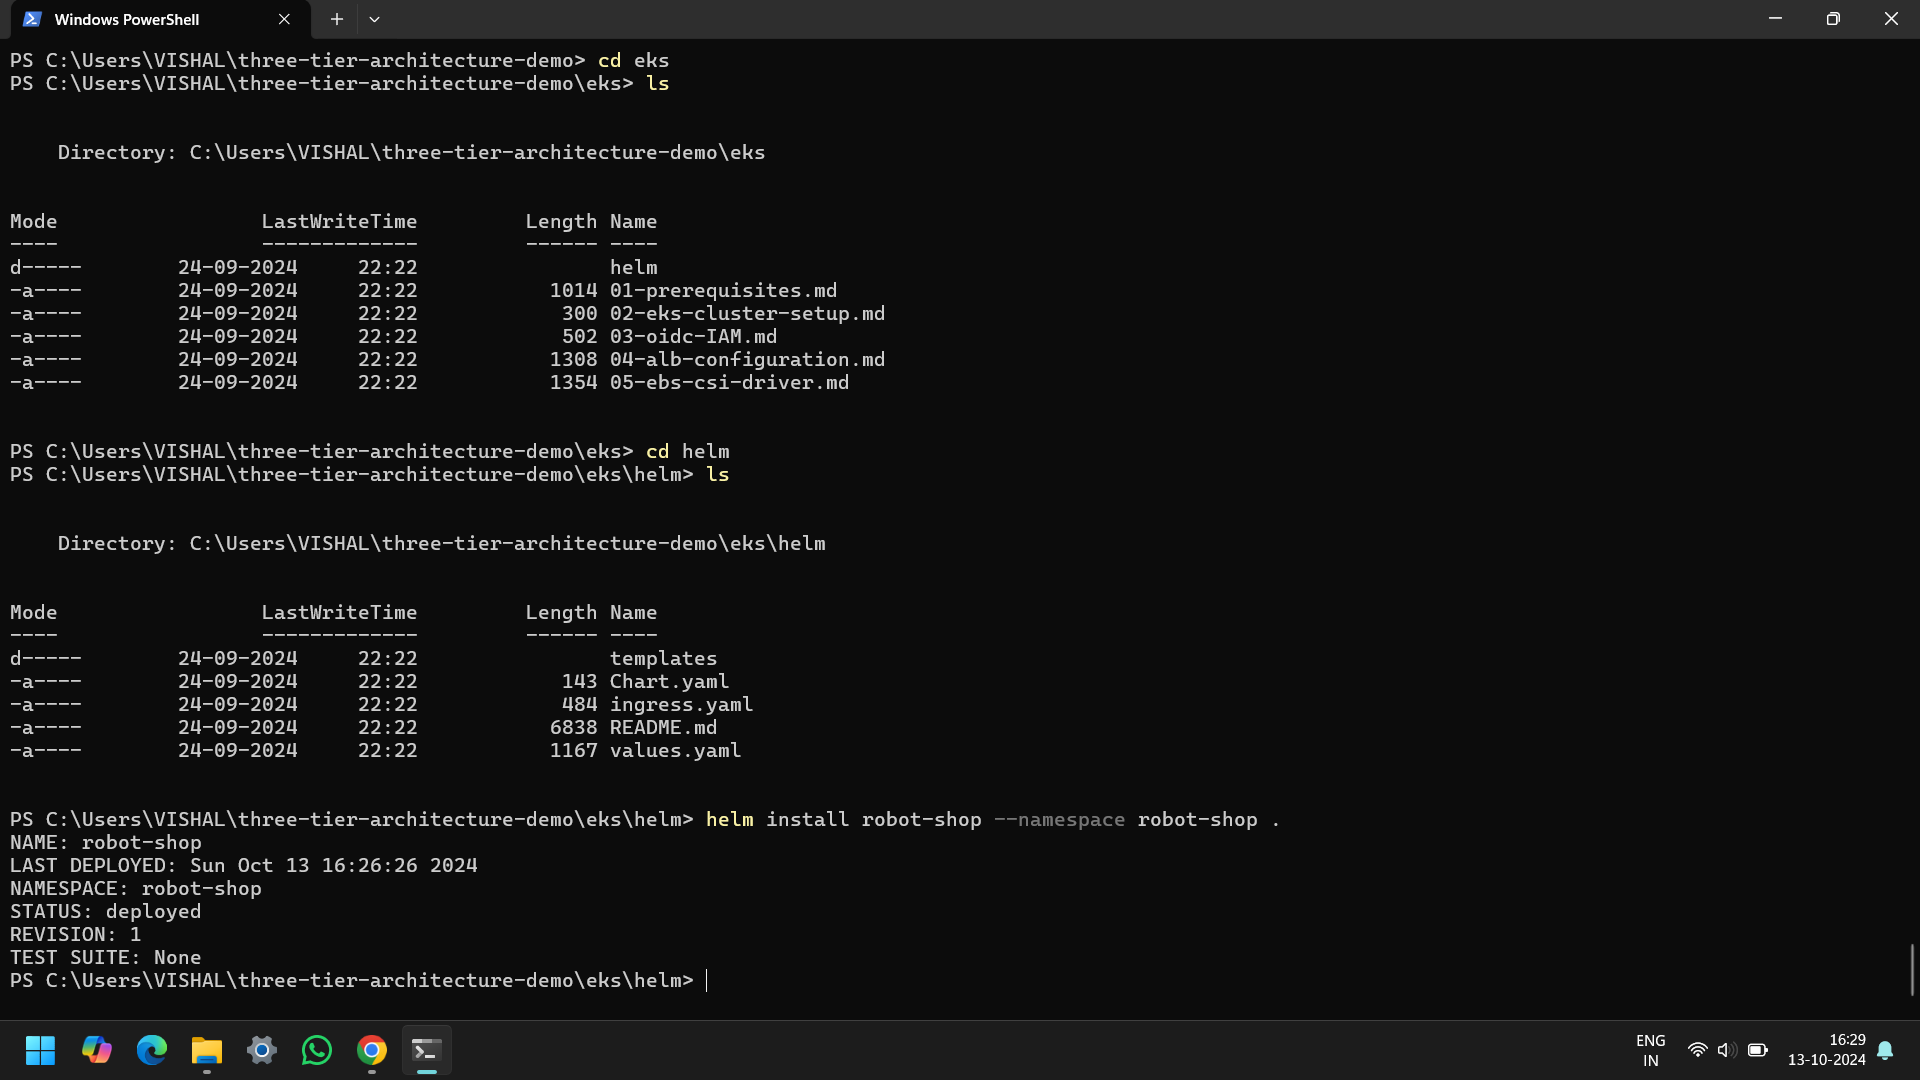 Windows PowerShell
PS C:\Users\VISHAL\three-tier-architecture-demo> cd eks
PS C:\Users\VISHAL\three-tier-architecture-demo\eks> ls
Directory: C:\Users\VISHAL\three-tier-architecture-demo\eks
Mode                 LastWriteTime         Length Name
----                 -------------         ------ ----
d-----        24-09-2024     22:22                helm
-a----        24-09-2024     22:22           1014 01-prerequisites.md
-a----        24-09-2024     22:22            300 02-eks-cluster-setup.md
-a----        24-09-2024     22:22            502 03-oidc-IAM.md
-a----        24-09-2024     22:22           1308 04-alb-configuration.md
-a----        24-09-2024     22:22           1354 05-ebs-csi-driver.md
PS C:\Users\VISHAL\three-tier-architecture-demo\eks> cd helm
PS C:\Users\VISHAL\three-tier-architecture-demo\eks\helm> ls
Directory: C:\Users\VISHAL\three-tier-architecture-demo\eks\helm
Mode                 LastWriteTime         Length Name
----                 -------------         ------ ----
d-----        24-09-2024     22:22                templates
-a----        24-09-2024     22:22            143 Chart.yaml
-a----        24-09-2024     22:22            484 ingress.yaml
-a----        24-09-2024     22:22           6838 README.md
-a----        24-09-2024     22:22           1167 values.yaml
PS C:\Users\VISHAL\three-tier-architecture-demo\eks\helm> helm install robot-shop --namespace robot-shop .
NAME: robot-shop
LAST DEPLOYED: Sun Oct 13 16:26:26 2024
NAMESPACE: robot-shop
STATUS: deployed
REVISION: 1
TEST SUITE: None
PS C:\Users\VISHAL\three-tier-architecture-demo\eks\helm>
ENG
IN
16:29
13-10-2024